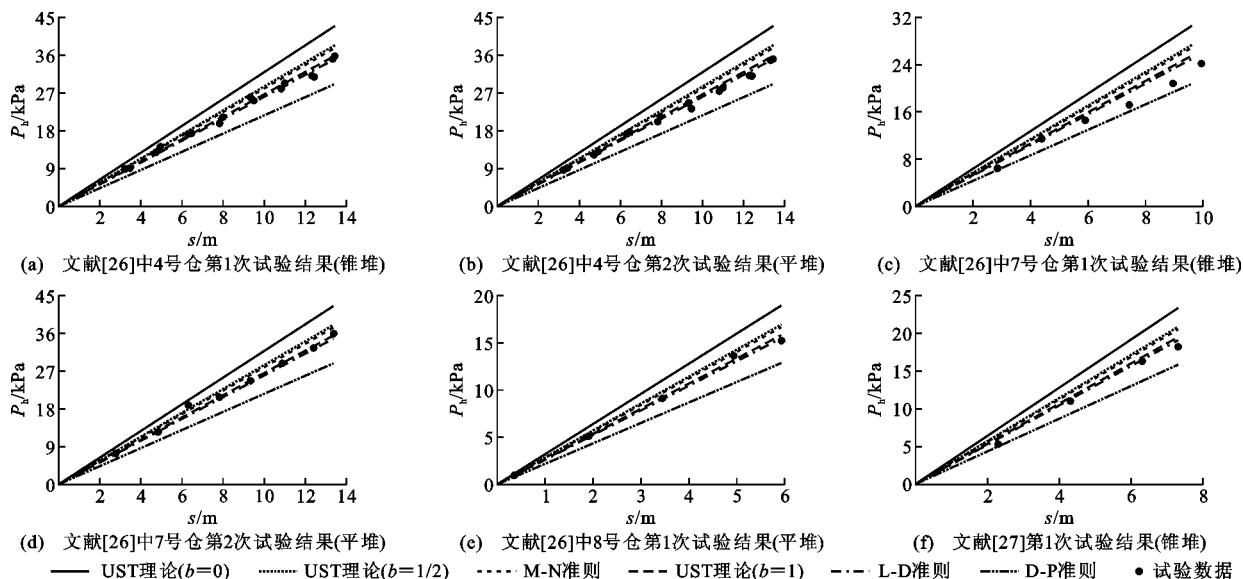 45
36
27
18
9
0
Pₕ/kPa
2 4 6 8 10 12 14
s/m
(a) 文献[26]中4号仓第1次试验结果(锥堆)
45
36
27
18
9
0
Pₕ/kPa
2 4 6 8 10 12 14
s/m
(b) 文献[26]中4号仓第2次试验结果(平堆)
32
24
16
8
0
Pₕ/kPa
2 4 6 8 10
s/m
(c) 文献[26]中7号仓第1次试验结果(锥堆)
45
36
27
18
9
0
Pₕ/kPa
2 4 6 8 10 12 14
s/m
(d) 文献[26]中7号仓第2次试验结果(平堆)
20
15
10
5
0
Pₕ/kPa
1 2 3 4 5 6
s/m
(e) 文献[26]中8号仓第1次试验结果(平堆)
25
20
15
10
5
0
Pₕ/kPa
2 4 6 8
s/m
(f) 文献[27]第1次试验结果(锥堆)
UST理论(b=0) UST理论(b=1/2) M-N准则 UST理论(b=1) L-D准则 D-P准则 试验数据